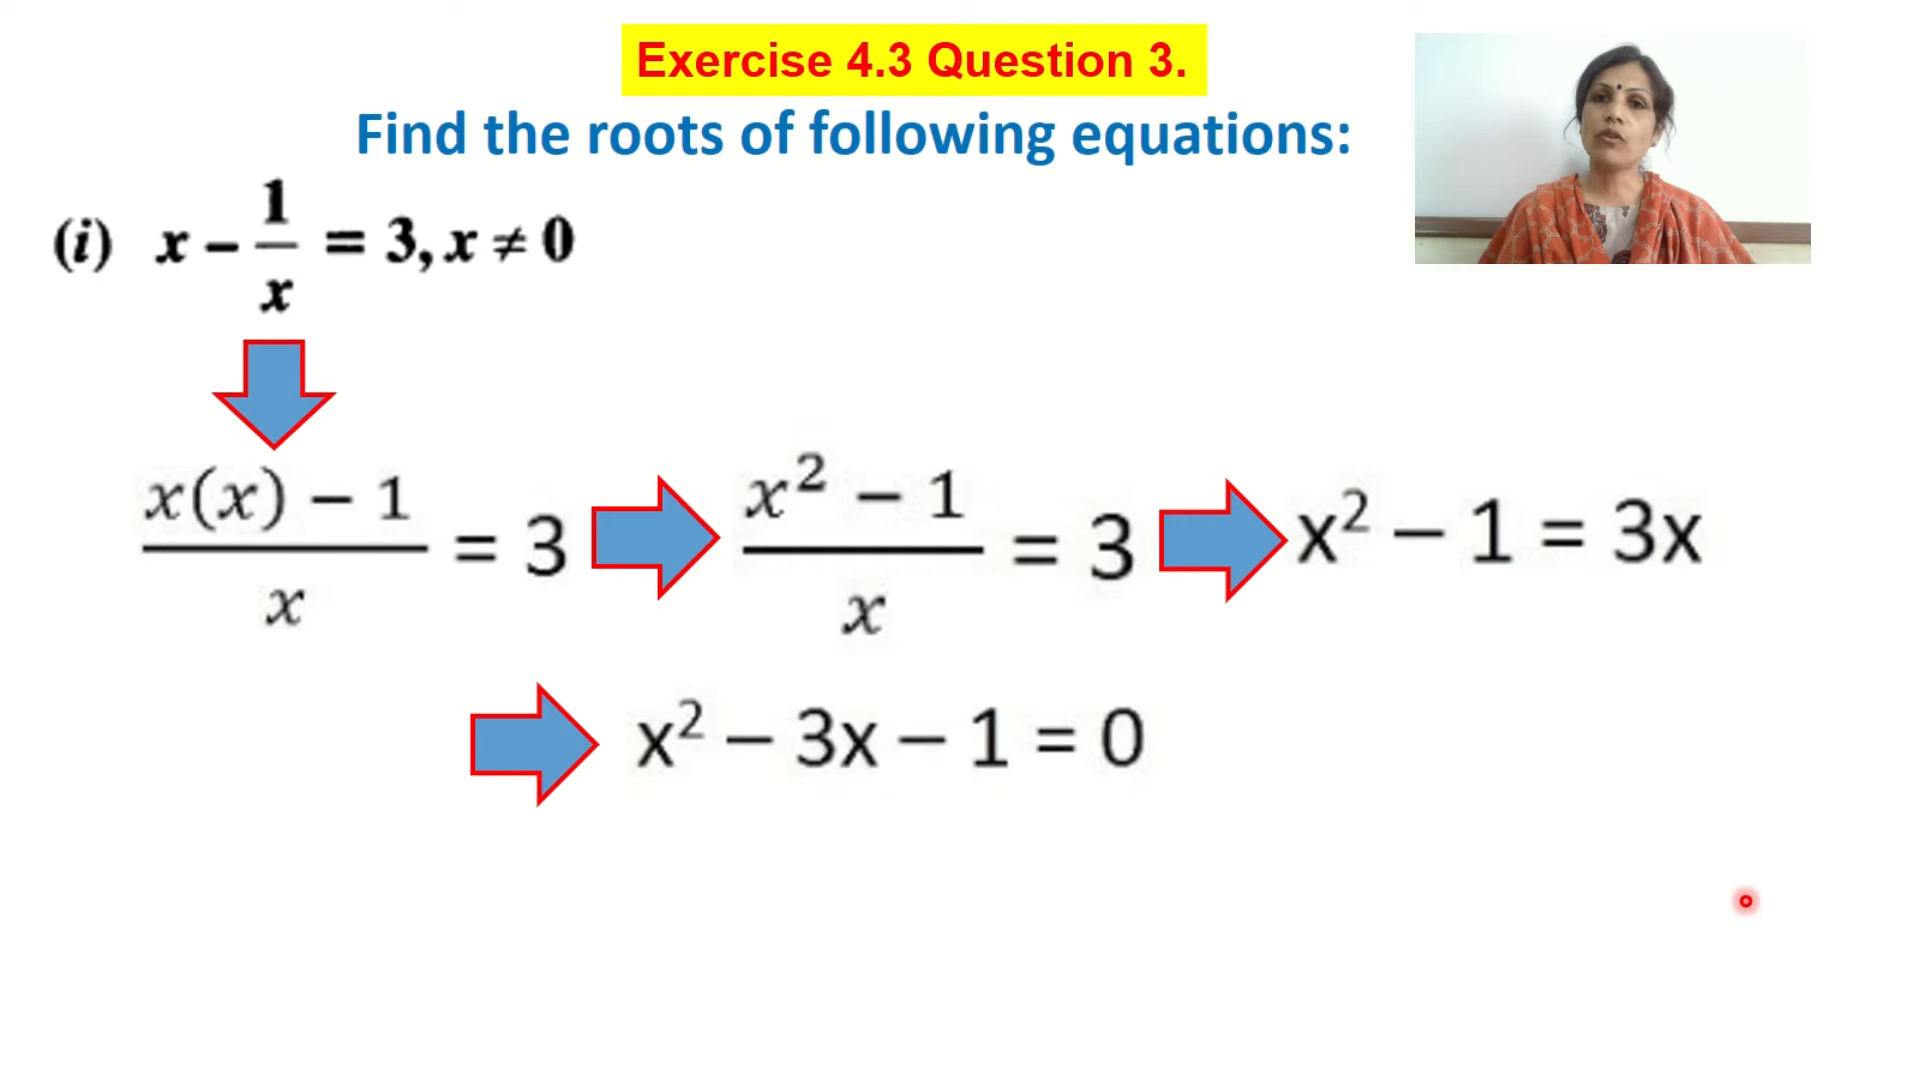 Exercise 4.3 Question 3.
Find the roots of following equations:
(i) x - 1/x = 3, x ≠ 0
x(x) − 1 / x = 3
x² − 1 / x = 3
x² − 1 = 3x
x² − 3x − 1 = 0